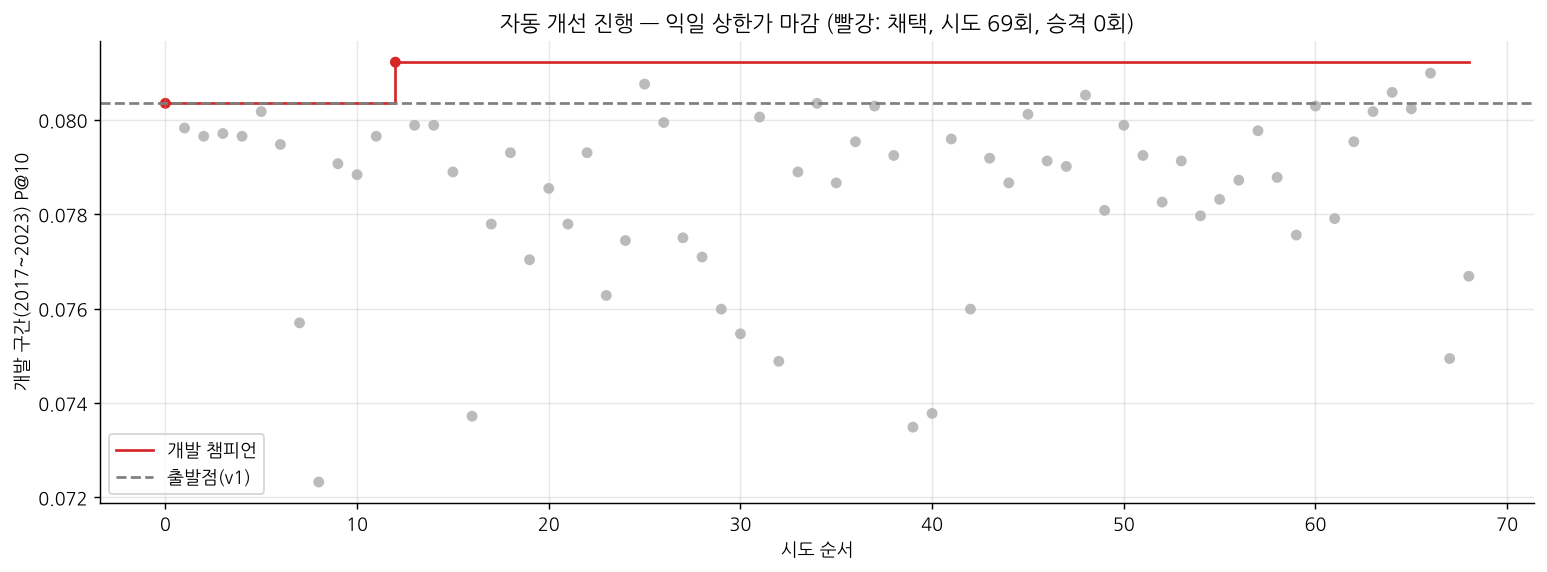 자동 개선 진행 — 익일 상한가 마감 (빨강: 채택, 시도 69회, 승격 0회)
개발 구간(2017~2023) P@10
0.080
0.078
0.076
0.074
0.072
개발 챔피언
출발점(v1)
0 10 20 30 40 50 60 70
시도 순서